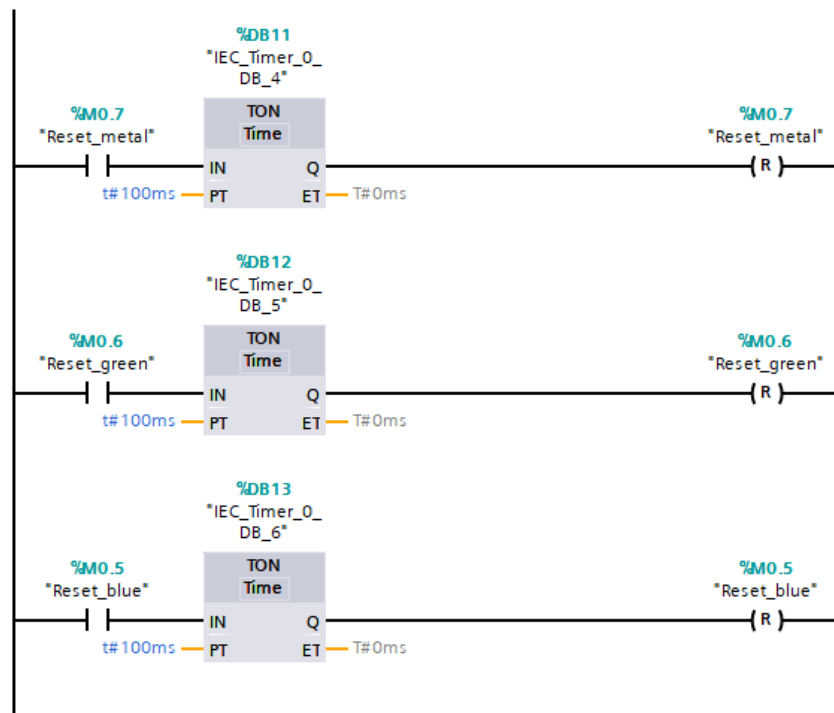 %DB11
"IEC_Timer_0_
DB_4"
%M0.7
"Reset_metal"
TON
Time
%M0.7
"Reset_metal"
IN Q
( R )
t#100ms PT ET T#0ms
%DB12
"IEC_Timer_0_
DB_5"
%M0.6
"Reset_green"
TON
Time
%M0.6
"Reset_green"
IN Q
( R )
t#100ms PT ET T#0ms
%DB13
"IEC_Timer_0_
DB_6"
%M0.5
"Reset_blue"
TON
Time
%M0.5
"Reset_blue"
IN Q
( R )
t#100ms PT ET T#0ms